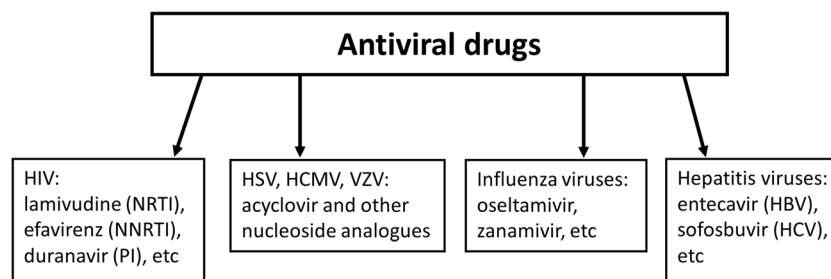 Antiviral drugs
HIV:
lamivudine (NRTI),
efavirenz (NNRTI),
duranavir (PI), etc
HSV, HCMV, VZV:
acyclovir and other
nucleoside analogues
Influenza viruses:
oseltamivir,
zanamivir, etc
Hepatitis viruses:
entecavir (HBV),
sofosbuvir (HCV),
etc